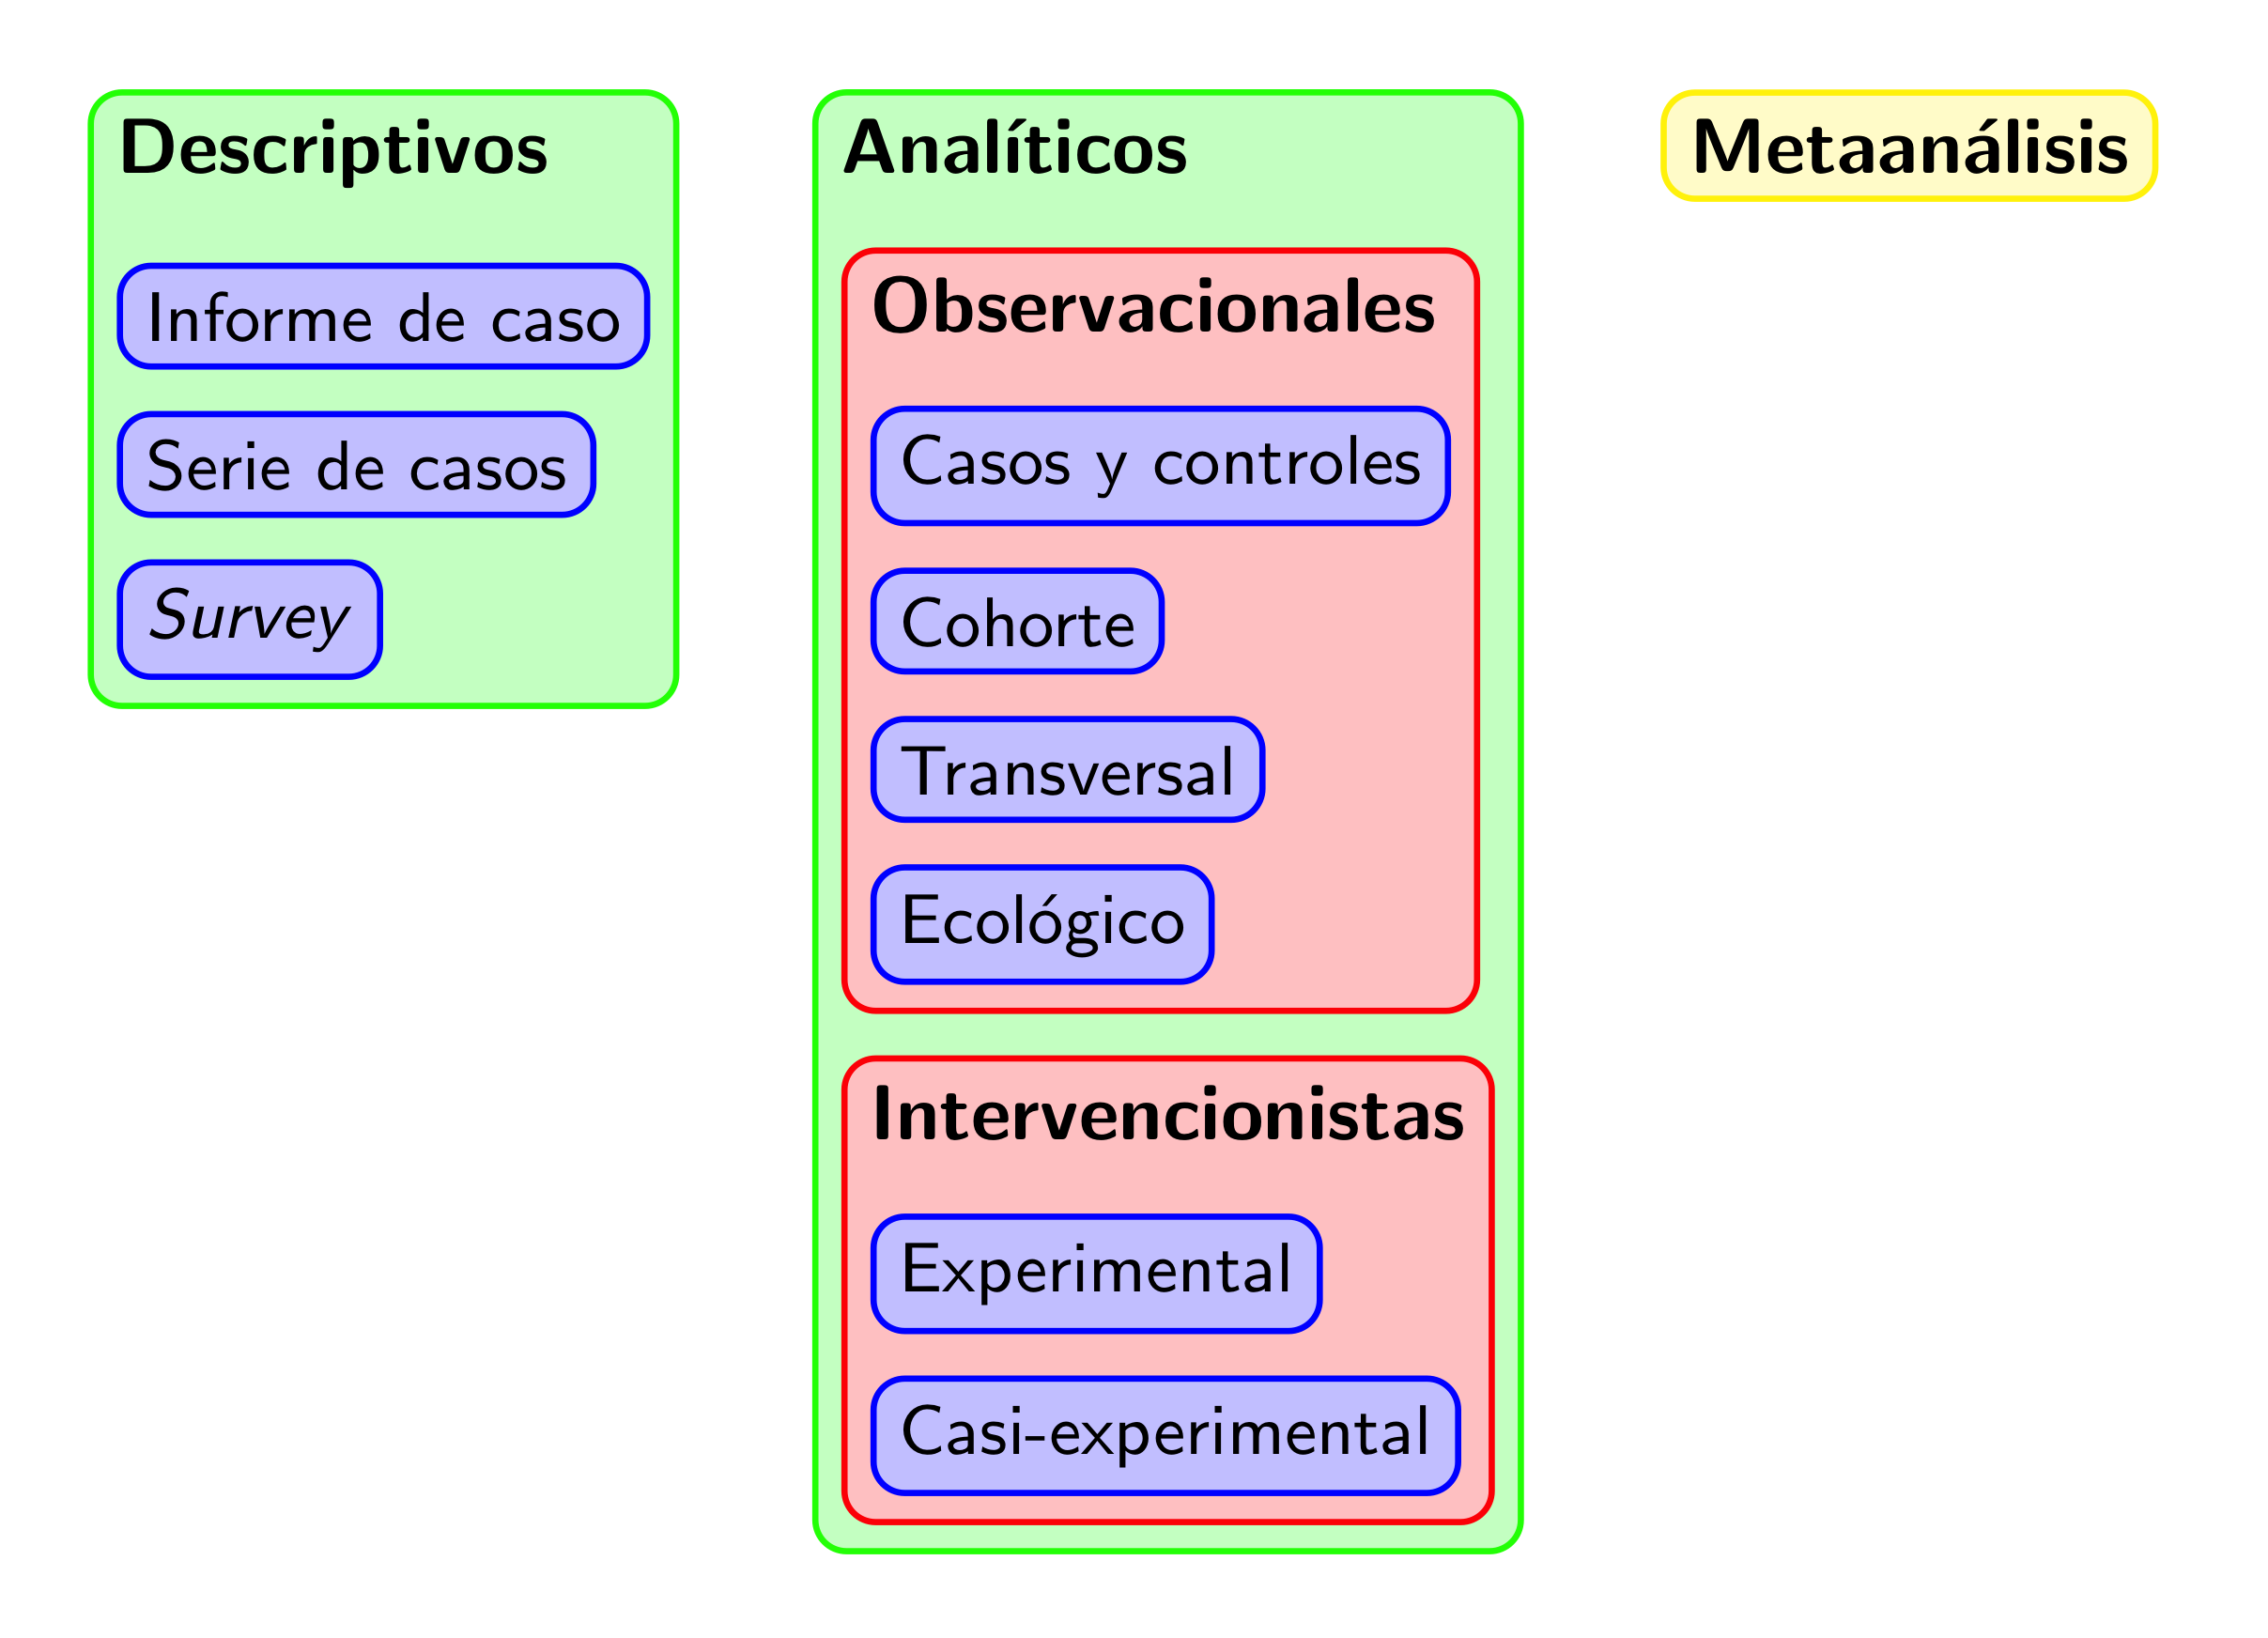 Descriptivos
Informe de caso
Serie de casos
Survey
Analíticos
Observacionales
Casos y controles
Cohorte
Transversal
Ecológico
Intervencionistas
Experimental
Casi-experimental
Metaanálisis